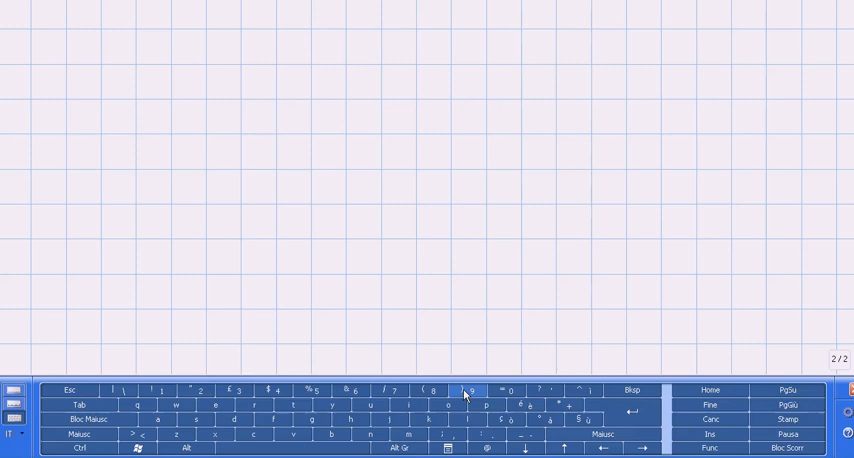 2/2
Esc | \ ! 1 " 2 £ 3 $ 4 % 5 & 6 / 7 ( 8 ) 9 = 0 ? ' ^ ì Bksp Home PgSu
Tab q w e r t y u i o p é è * + Fine PgGiù
Bloc Maiusc a s d f g h j k l ç ò ° à § ù Canc Stamp
Maiusc > < z x c v b n m ; , : . _ - Maiusc Ins Pausa
IT
Ctrl Alt Alt Gr @ ↓ ↑ ← → Func Bloc Scorr